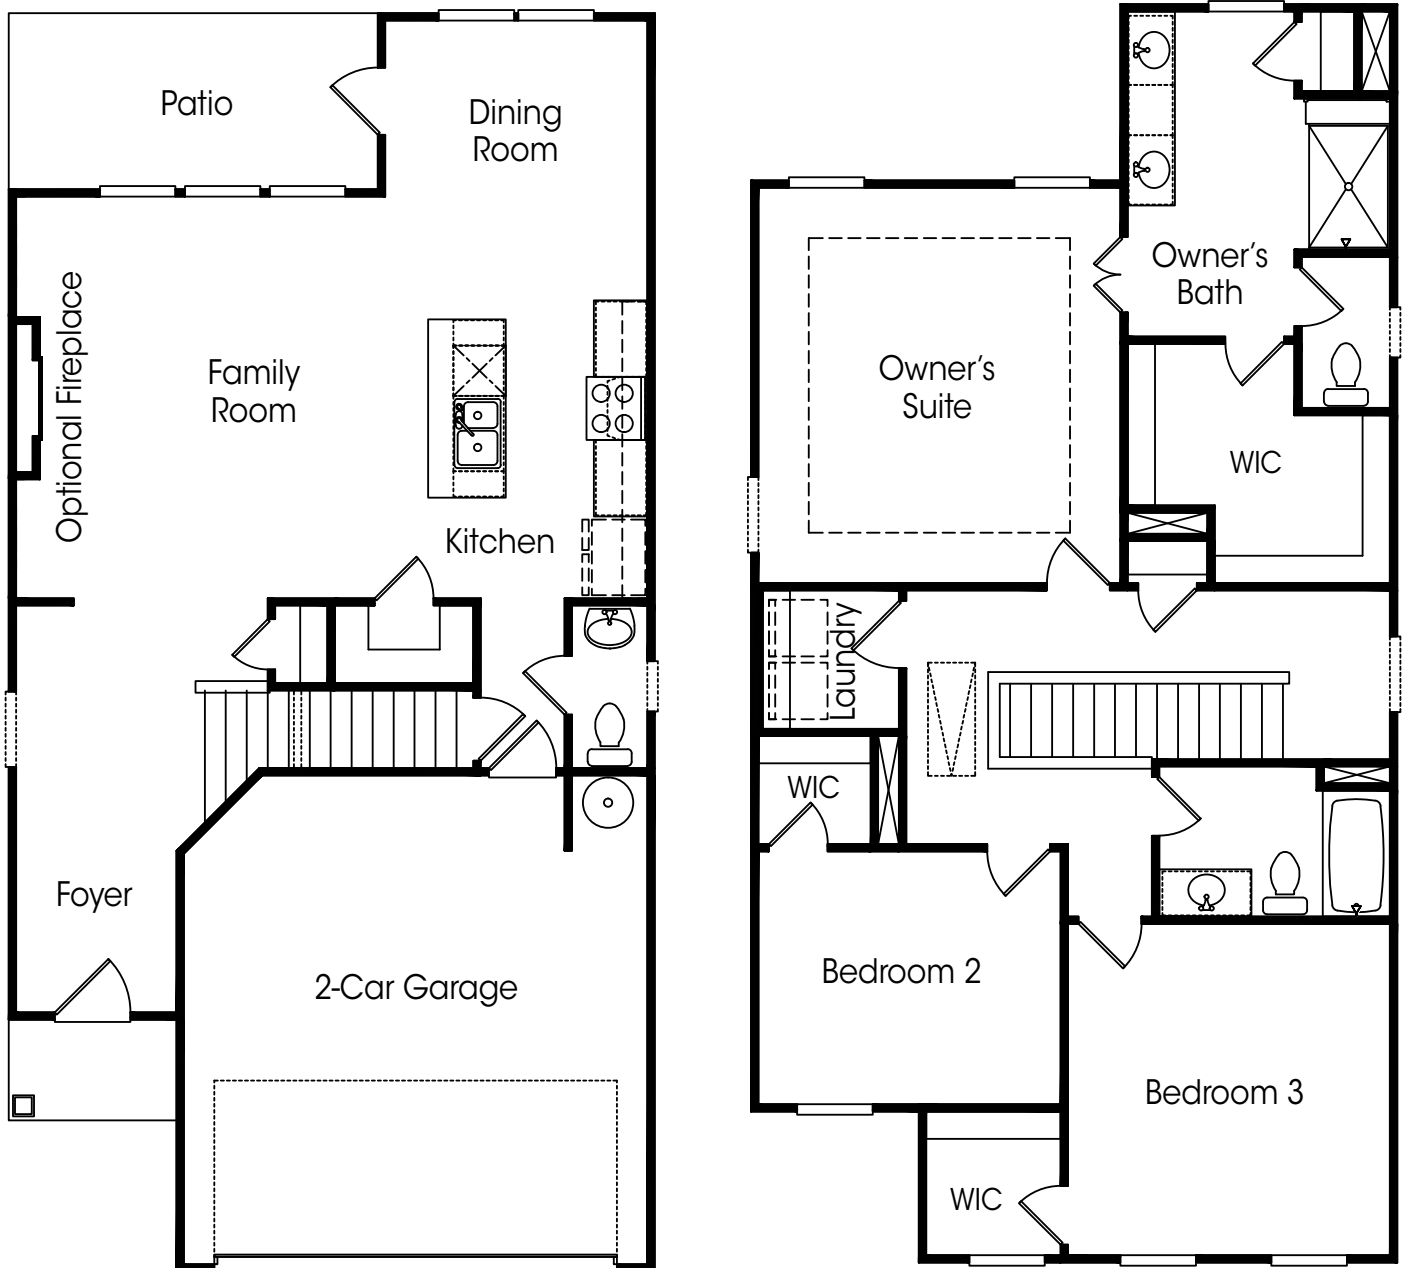 Patio
Dining
Room
Optional Fireplace
Family
Room
Kitchen
Foyer
2-Car Garage
Owner's
Bath
Owner's
Suite
WIC
Laundry
WIC
Bedroom 2
Bedroom 3
WIC